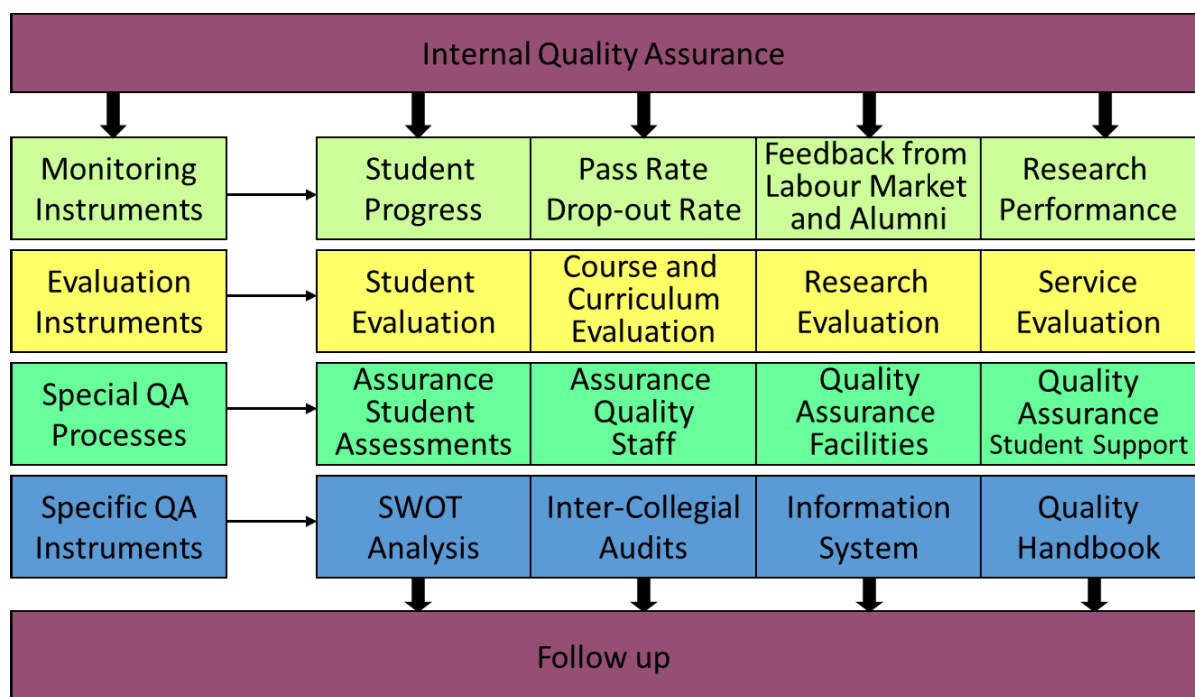 Internal Quality Assurance
Monitoring
Instruments
Student
Progress
Pass Rate
Drop-out Rate
Feedback from
Labour Market
and Alumni
Research
Performance
Evaluation
Instruments
Student
Evaluation
Course and
Curriculum
Evaluation
Research
Evaluation
Service
Evaluation
Special QA
Processes
Assurance
Student
Assessments
Assurance
Quality
Staff
Quality
Assurance
Facilities
Quality
Assurance
Student Support
Specific QA
Instruments
SWOT
Analysis
Inter-Collegial
Audits
Information
System
Quality
Handbook
Follow up